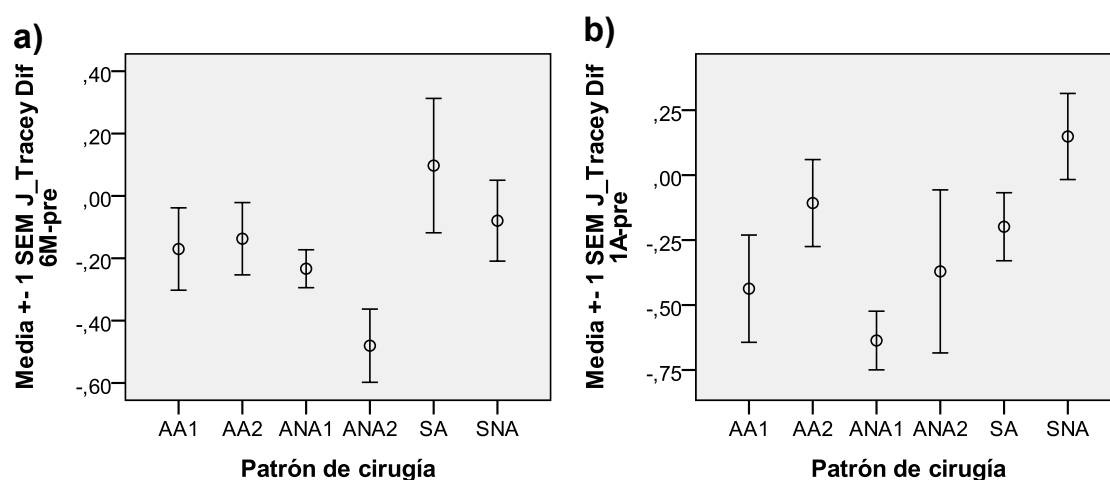 a)
Media +- 1 SEM J_Tracey Dif
6M-pre
,40
,20
,00
-,20
-,40
-,60
AA1 AA2 ANA1 ANA2 SA SNA
Patrón de cirugía
b)
Media +- 1 SEM J_Tracey Dif
1A-pre
,25
,00
-,25
-,50
-,75
AA1 AA2 ANA1 ANA2 SA SNA
Patrón de cirugía